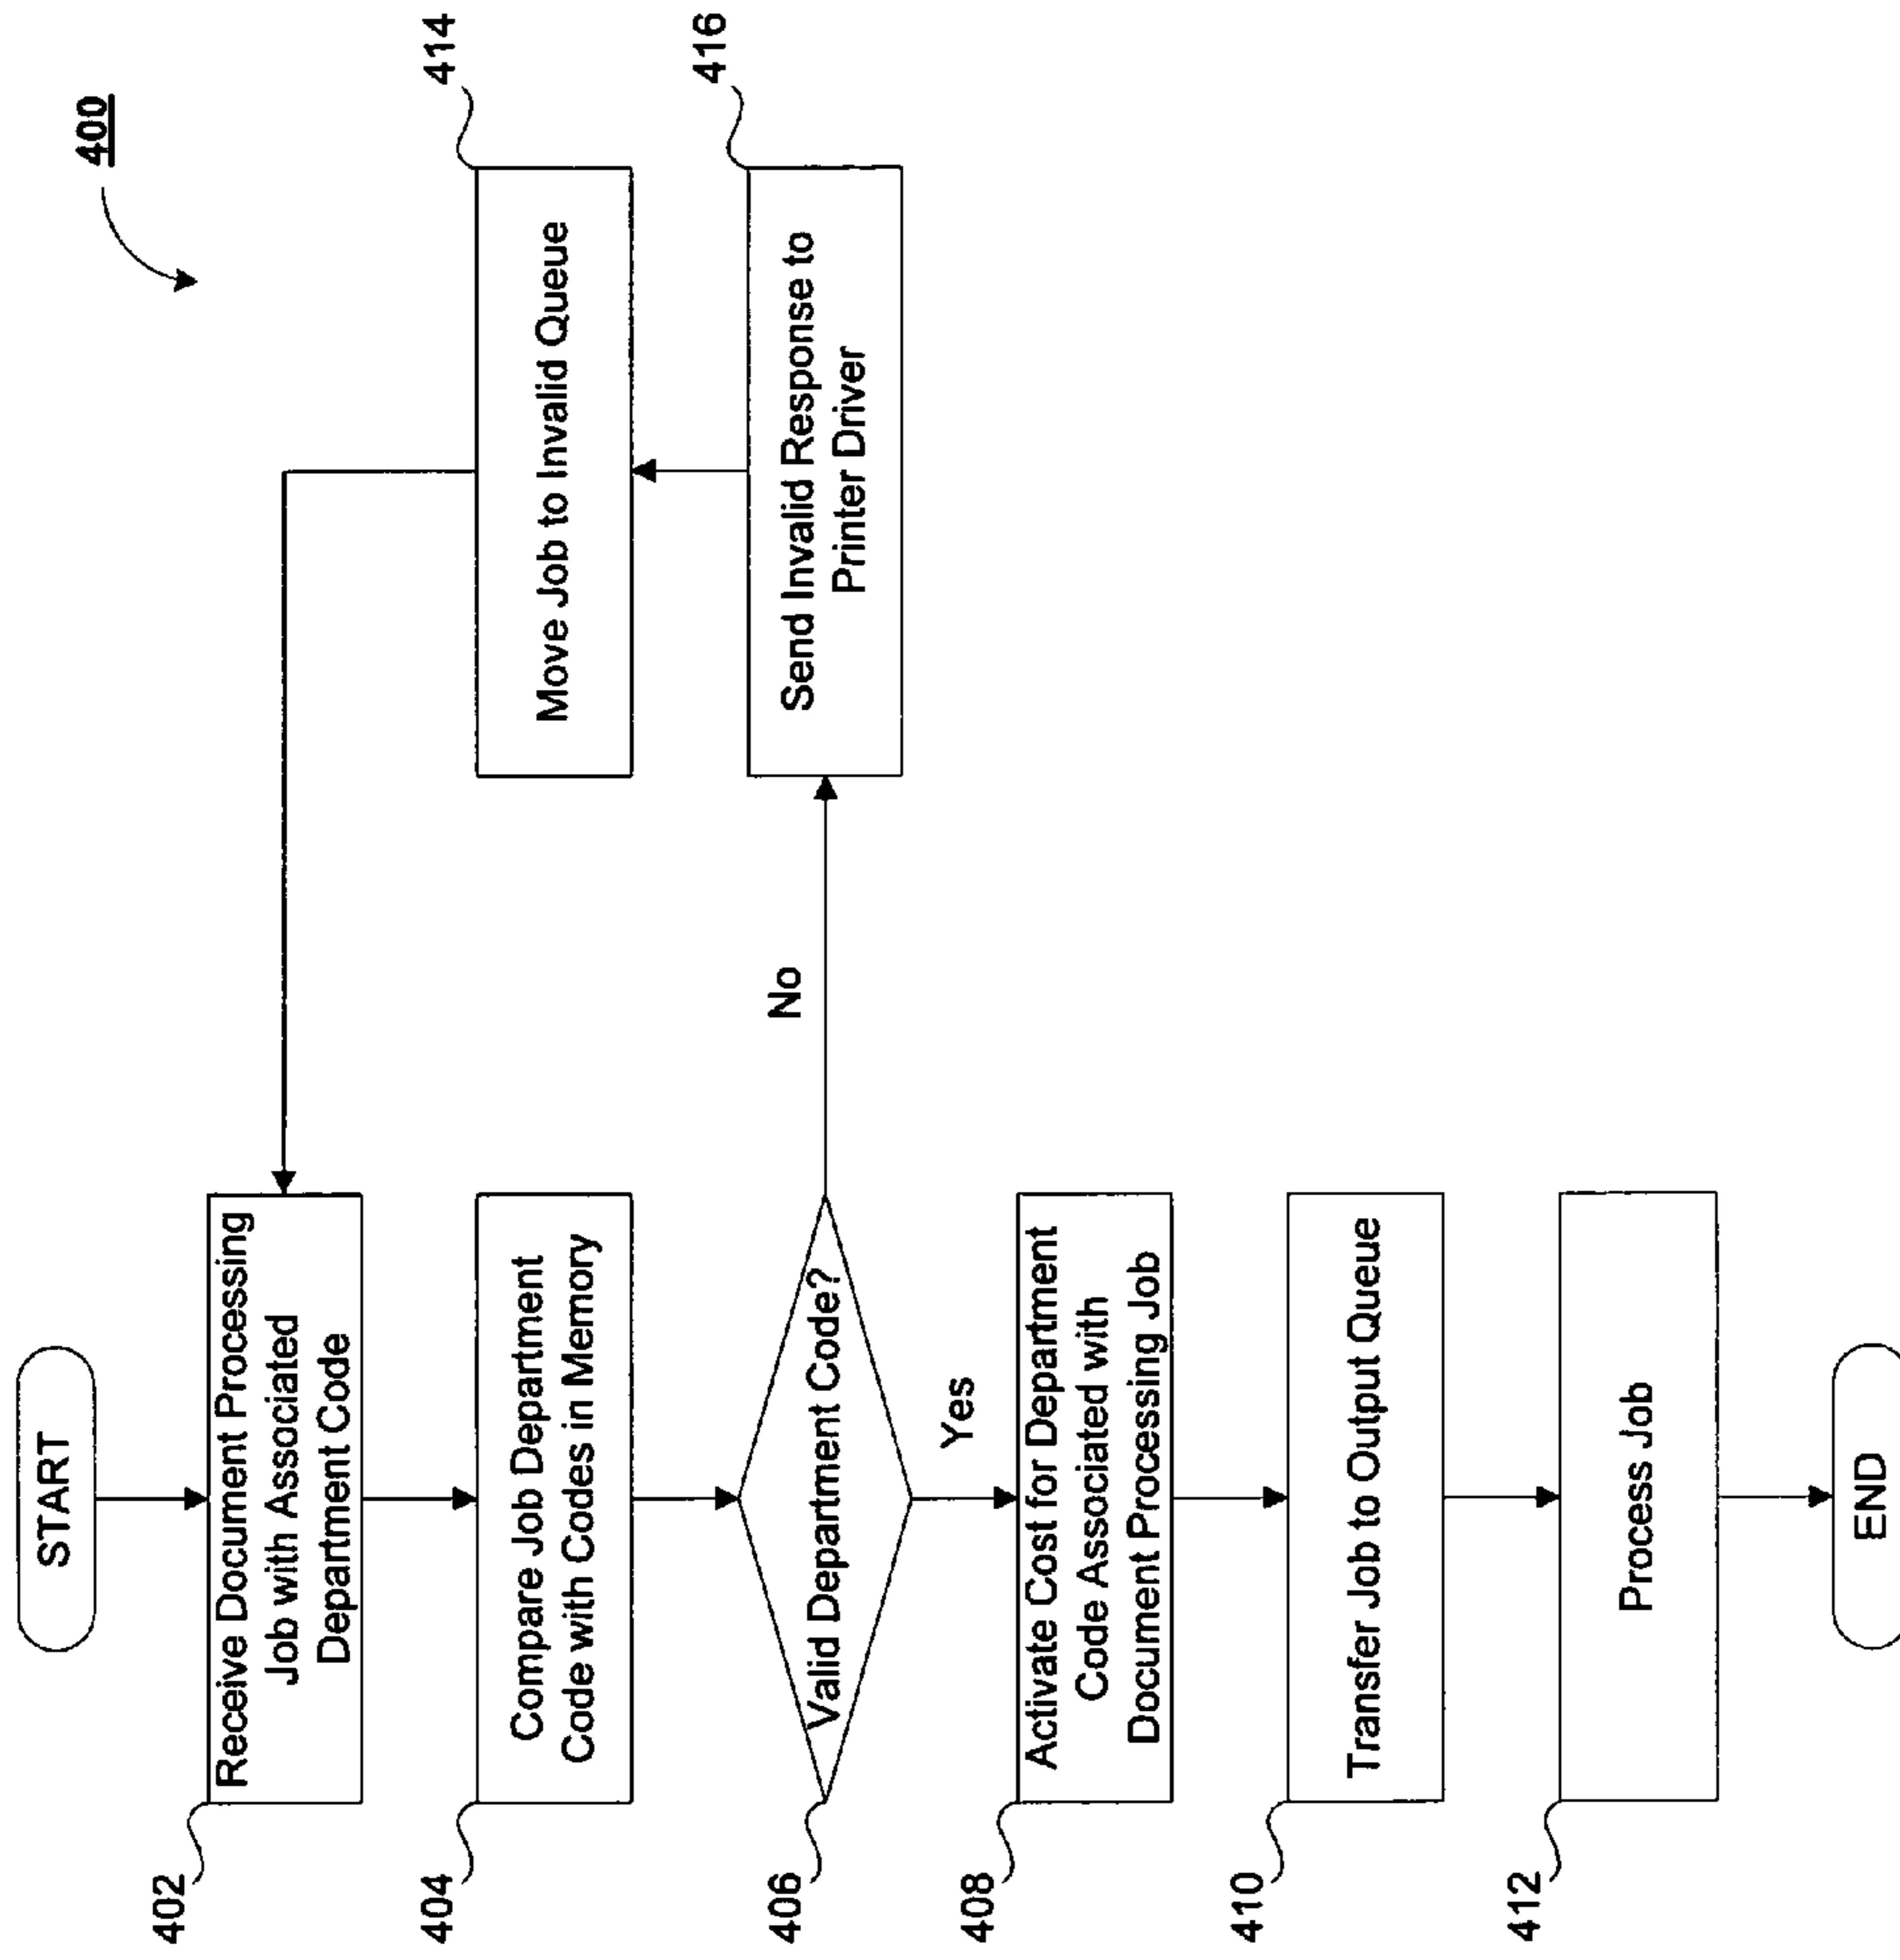 400
START
402
Receive Document Processing
Job with Associated
Department Code
404
Compare Job Department
Code with Codes in Memory
414
Move Job to Invalid Queue
406
Valid Department Code?
No
416
Send Invalid Response to
Printer Driver
Yes
408
Activate Cost for Department
Code Associated with
Document Processing Job
410
Transfer Job to Output Queue
412
Process Job
END